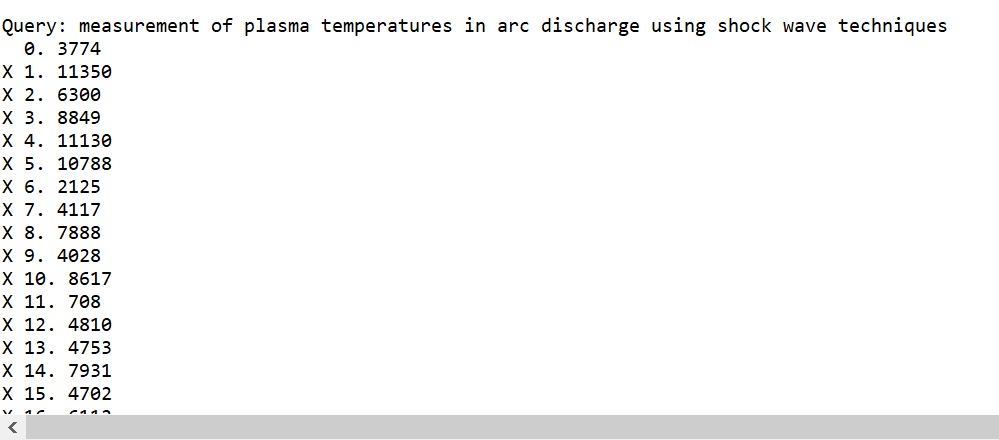 Query: measurement of plasma temperatures in arc discharge using shock wave techniques
0. 3774
X 1. 11350
X 2. 6300
X 3. 8849
X 4. 11130
X 5. 10788
X 6. 2125
X 7. 4117
X 8. 7888
X 9. 4028
X 10. 8617
X 11. 708
X 12. 4810
X 13. 4753
X 14. 7931
X 15. 4702